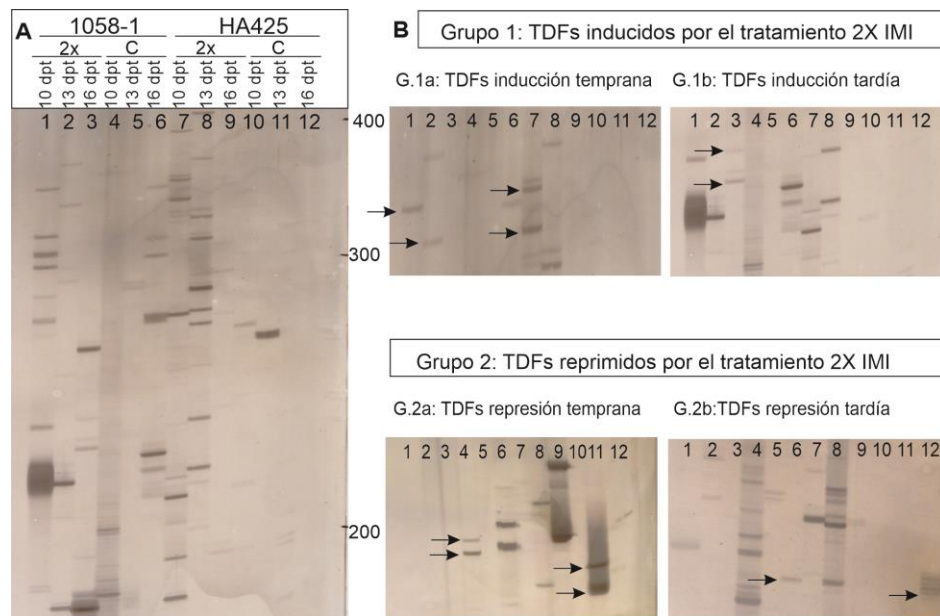 A
1058-1 HA425
2x C 2x C
10 dpt 13 dpt 16 dpt 10 dpt 13 dpt 16 dpt 10 dpt 13 dpt 16 dpt 10 dpt 13 dpt 16 dpt
1 2 3 4 5 6 7 8 9 10 11 12
400
300
200
B
Grupo 1: TDFs inducidos por el tratamiento 2X IMI
G.1a: TDFs inducción temprana
1 2 3 4 5 6 7 8 9 10 11 12
G.1b: TDFs inducción tardía
1 2 3 4 5 6 7 8 9 10 11 12
Grupo 2: TDFs reprimidos por el tratamiento 2X IMI
G.2a: TDFs represión temprana
1 2 3 4 5 6 7 8 9 10 11 12
G.2b:TDFs represión tardía
1 2 3 4 5 6 7 8 9 10 11 12